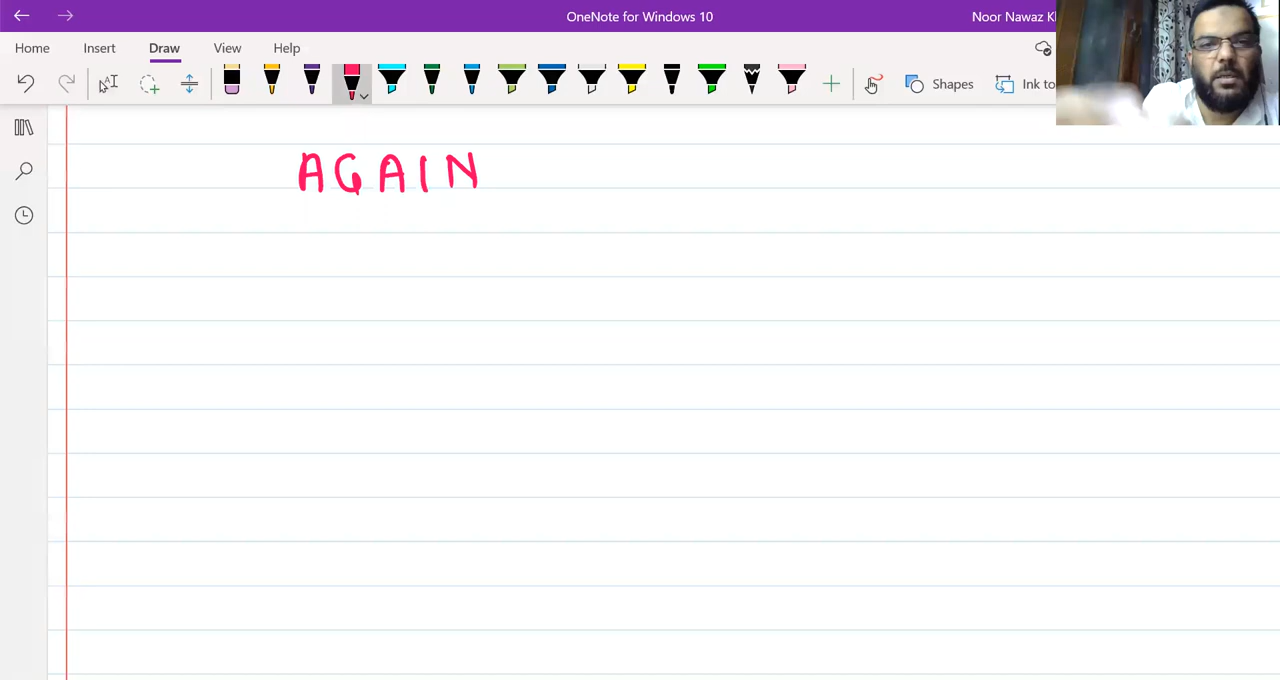 OneNote for Windows 10
Noor Nawaz Kl
Home Insert Draw View Help
Shapes Ink to
AGAIN